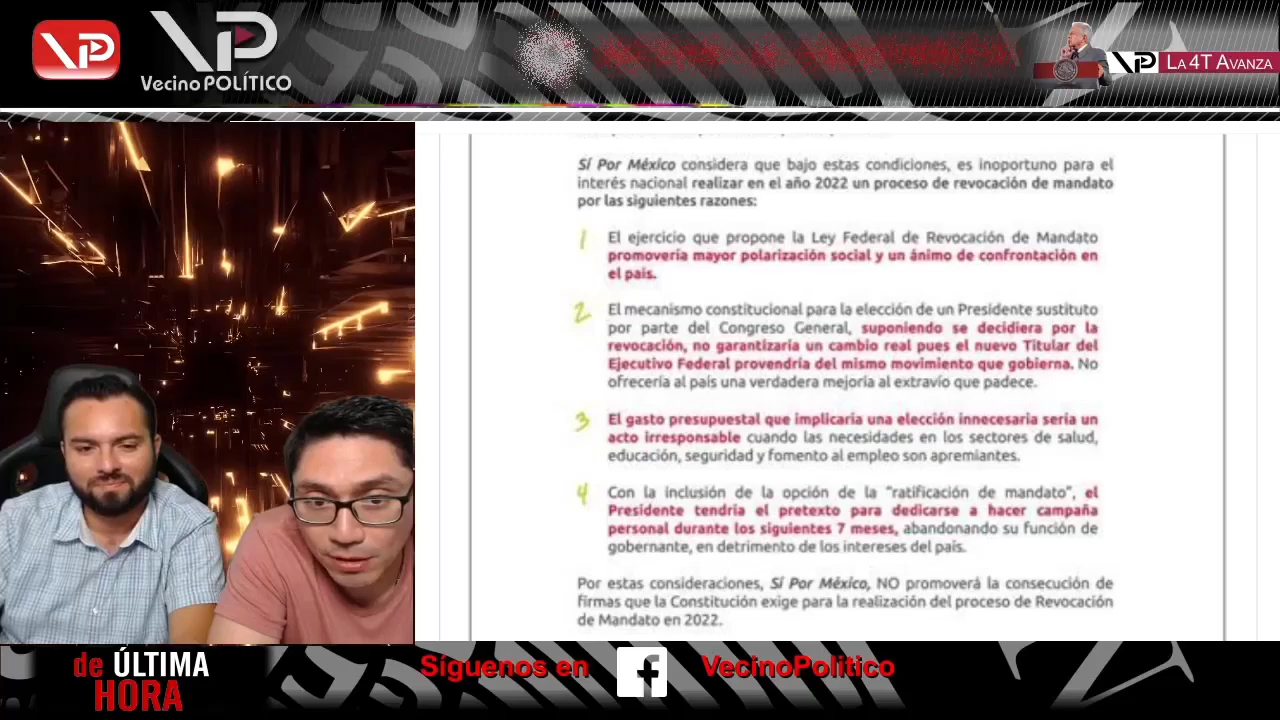 VP
VP
Vecino POLÍTICO
VP LA 4T AVANZA
Sí Por México considera que bajo estas condiciones, es inoportuno para el
interés nacional realizar en el año 2022 un proceso de revocación de mandato
por las siguientes razones:
1 El ejercicio que propone la Ley Federal de Revocación de Mandato
promovería mayor polarización social y un ánimo de confrontación en
el país.
2 El mecanismo constitucional para la elección de un Presidente sustituto
por parte del Congreso General, suponiendo se decidiera por la
revocación, no garantizaría un cambio real pues el nuevo Titular del
Ejecutivo Federal provendría del mismo movimiento que gobierna. No
ofrecería al país una verdadera mejoría al extravío que padece.
3 El gasto presupuestal que implicaría una elección innecesaria sería un
acto irresponsable cuando las necesidades en los sectores de salud,
educación, seguridad y fomento al empleo son apremiantes.
4 Con la inclusión de la opción de la "ratificación de mandato", el
Presidente tendría el pretexto para dedicarse a hacer campaña
personal durante los siguientes 7 meses, abandonando su función de
gobernante, en detrimento de los intereses del país.
Por estas consideraciones, Sí Por México, NO promoverá la consecución de
firmas que la Constitución exige para la realización del proceso de Revocación
de Mandato en 2022.
de ÚLTIMA
HORA
Síguenos en f VecinoPolitico